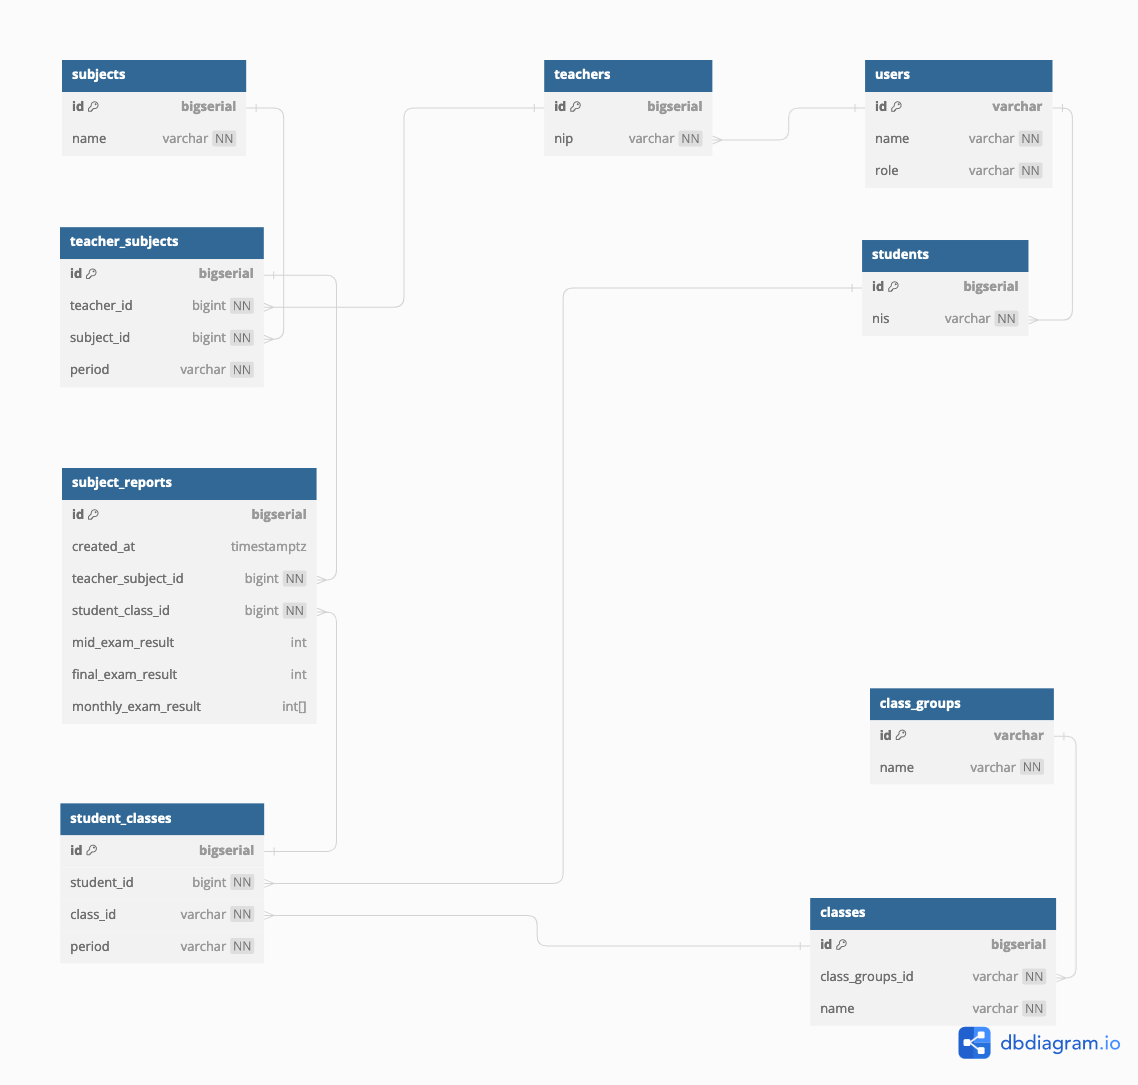 subjects
id bigserial
name varchar NN
teachers
id bigserial
nip varchar NN
users
id varchar
name varchar NN
role varchar NN
teacher_subjects
id bigserial
teacher_id bigint NN
subject_id bigint NN
period varchar NN
students
id bigserial
nis varchar NN
subject_reports
id bigserial
created_at timestamptz
teacher_subject_id bigint NN
student_class_id bigint NN
mid_exam_result int
final_exam_result int
monthly_exam_result int[]
class_groups
id varchar
name varchar NN
student_classes
id bigserial
student_id bigint NN
class_id varchar NN
period varchar NN
classes
id bigserial
class_groups_id varchar NN
name varchar NN
dbdiagram.io